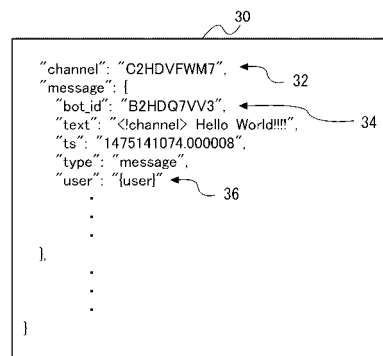 30
"channel": "C2HDVFWM7", 32
"message": {
"bot_id": "B2HDQ7VV3", 34
"text": "<!channel> Hello World!!!!",
"ts": "1475141074.000008",
"type": "message",
"user": "{user}" 36
.
.
.
},
.
.
.
}